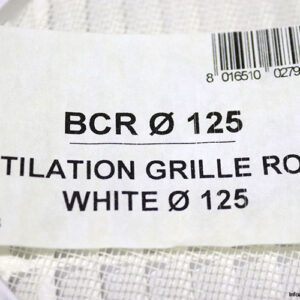 8 016510 0279
BCR Ø 125
TILATION GRILLE RO
WHITE Ø 125